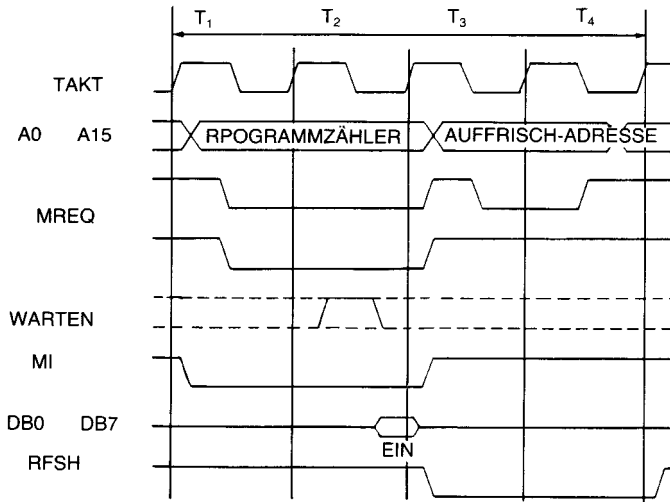 T1 T2 T3 T4
TAKT
A0 A15 RPOGRAMMZÄHLER AUFFRISCH-ADRESSE
MREQ
WARTEN
MI
DB0 DB7
EIN
RFSH